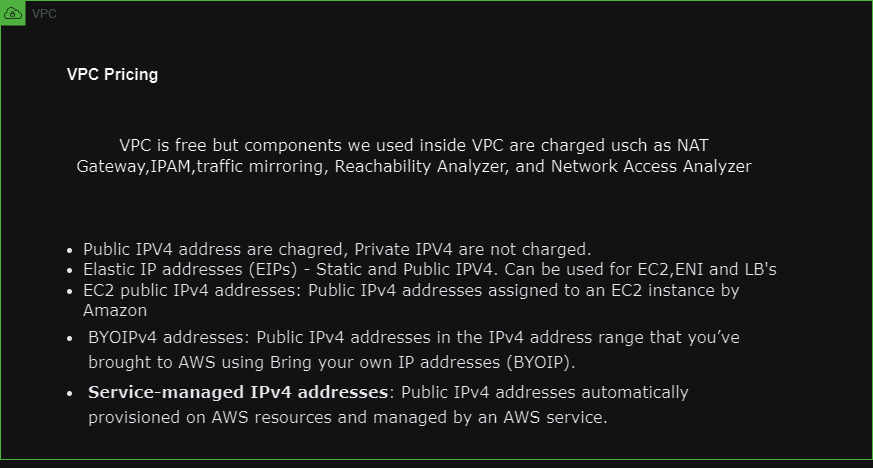 VPC
VPC Pricing
VPC is free but components we used inside VPC are charged usch as NAT
Gateway,IPAM,traffic mirroring, Reachability Analyzer, and Network Access Analyzer
• Public IPV4 address are chagred, Private IPV4 are not charged.
• Elastic IP addresses (EIPs) - Static and Public IPV4. Can be used for EC2,ENI and LB's
• EC2 public IPv4 addresses: Public IPv4 addresses assigned to an EC2 instance by
Amazon
• BYOIPv4 addresses: Public IPv4 addresses in the IPv4 address range that you’ve
brought to AWS using Bring your own IP addresses (BYOIP).
• Service-managed IPv4 addresses: Public IPv4 addresses automatically
provisioned on AWS resources and managed by an AWS service.